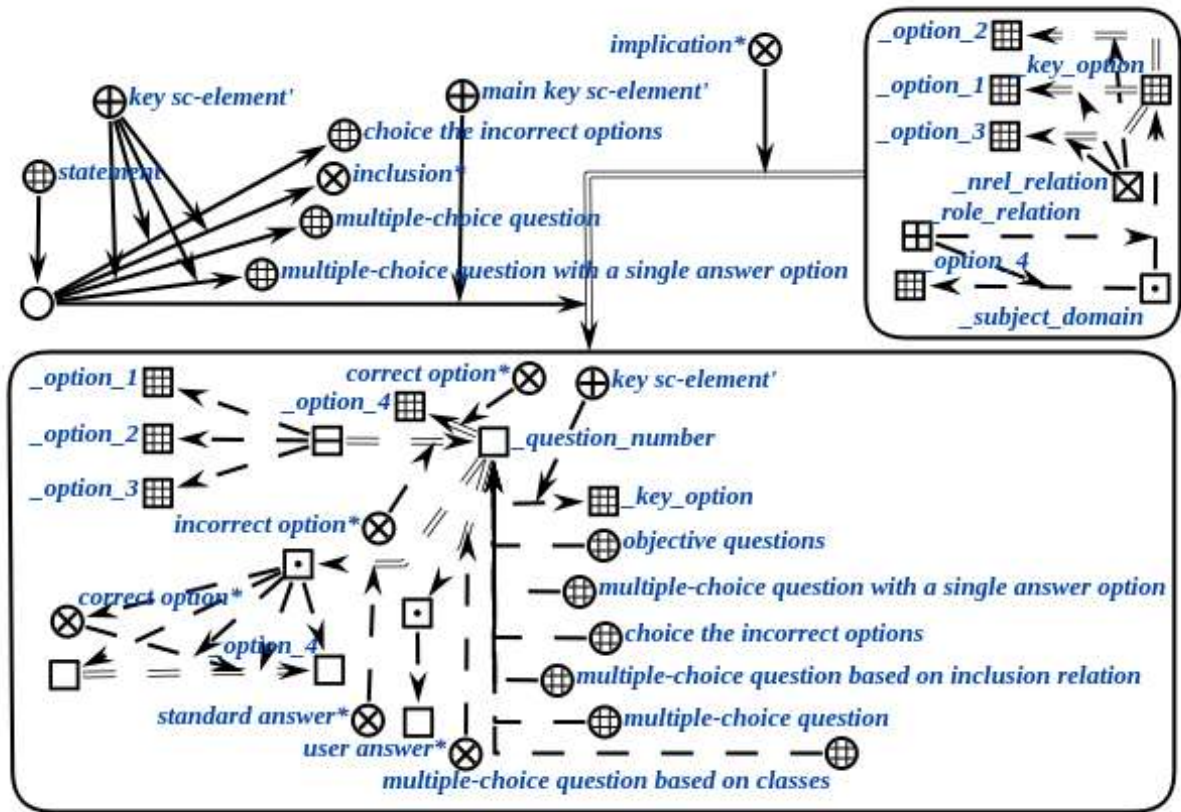 implication*
_option_2
_key_option
key sc-element'
main key sc-element'
_option_1
choice the incorrect options
_option_3
statement
inclusion*
_nrel_relation
multiple-choice question
_role_relation
multiple-choice question with a single answer option
_option_4
_subject_domain
_option_1
correct option*
key sc-element'
_option_4
_option_2
_question_number
_option_3
_key_option
incorrect option*
objective questions
multiple-choice question with a single answer option
correct option*
choice the incorrect options
_option_4
multiple-choice question based on inclusion relation
standard answer*
multiple-choice question
user answer*
multiple-choice question based on classes